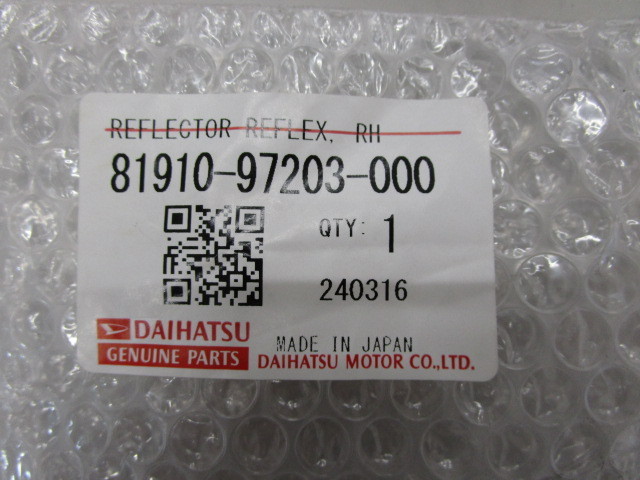 REFLECTOR REFLEX, RH
81910-97203-000
QTY: 1
240316
DAIHATSU
GENUINE PARTS
MADE IN JAPAN
DAIHATSU MOTOR CO.,LTD.